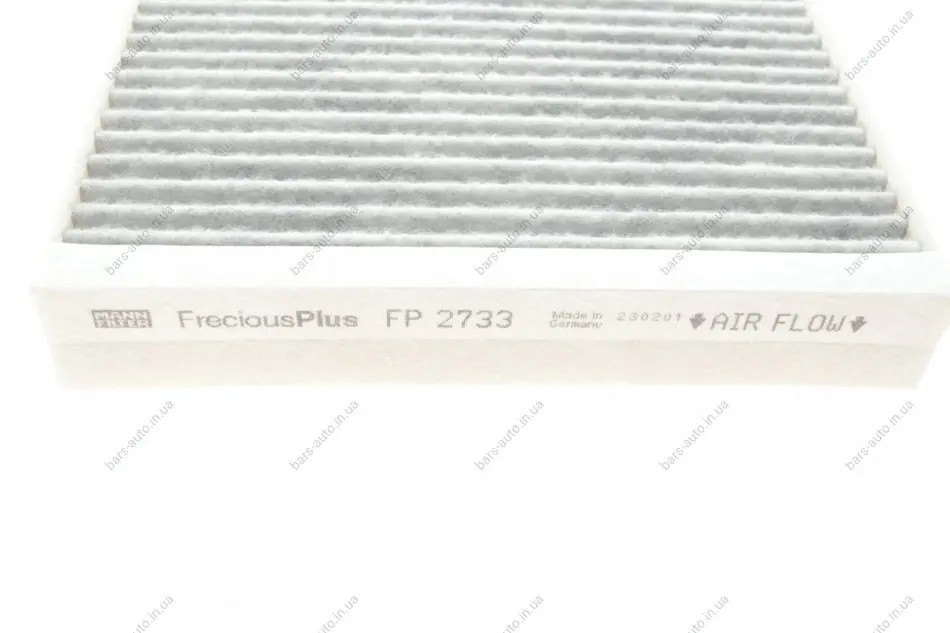 MANN
FILTER
FreciousPlus FP 2733
Made in
Germany
230201
AIR FLOW
bars-auto.in.ua